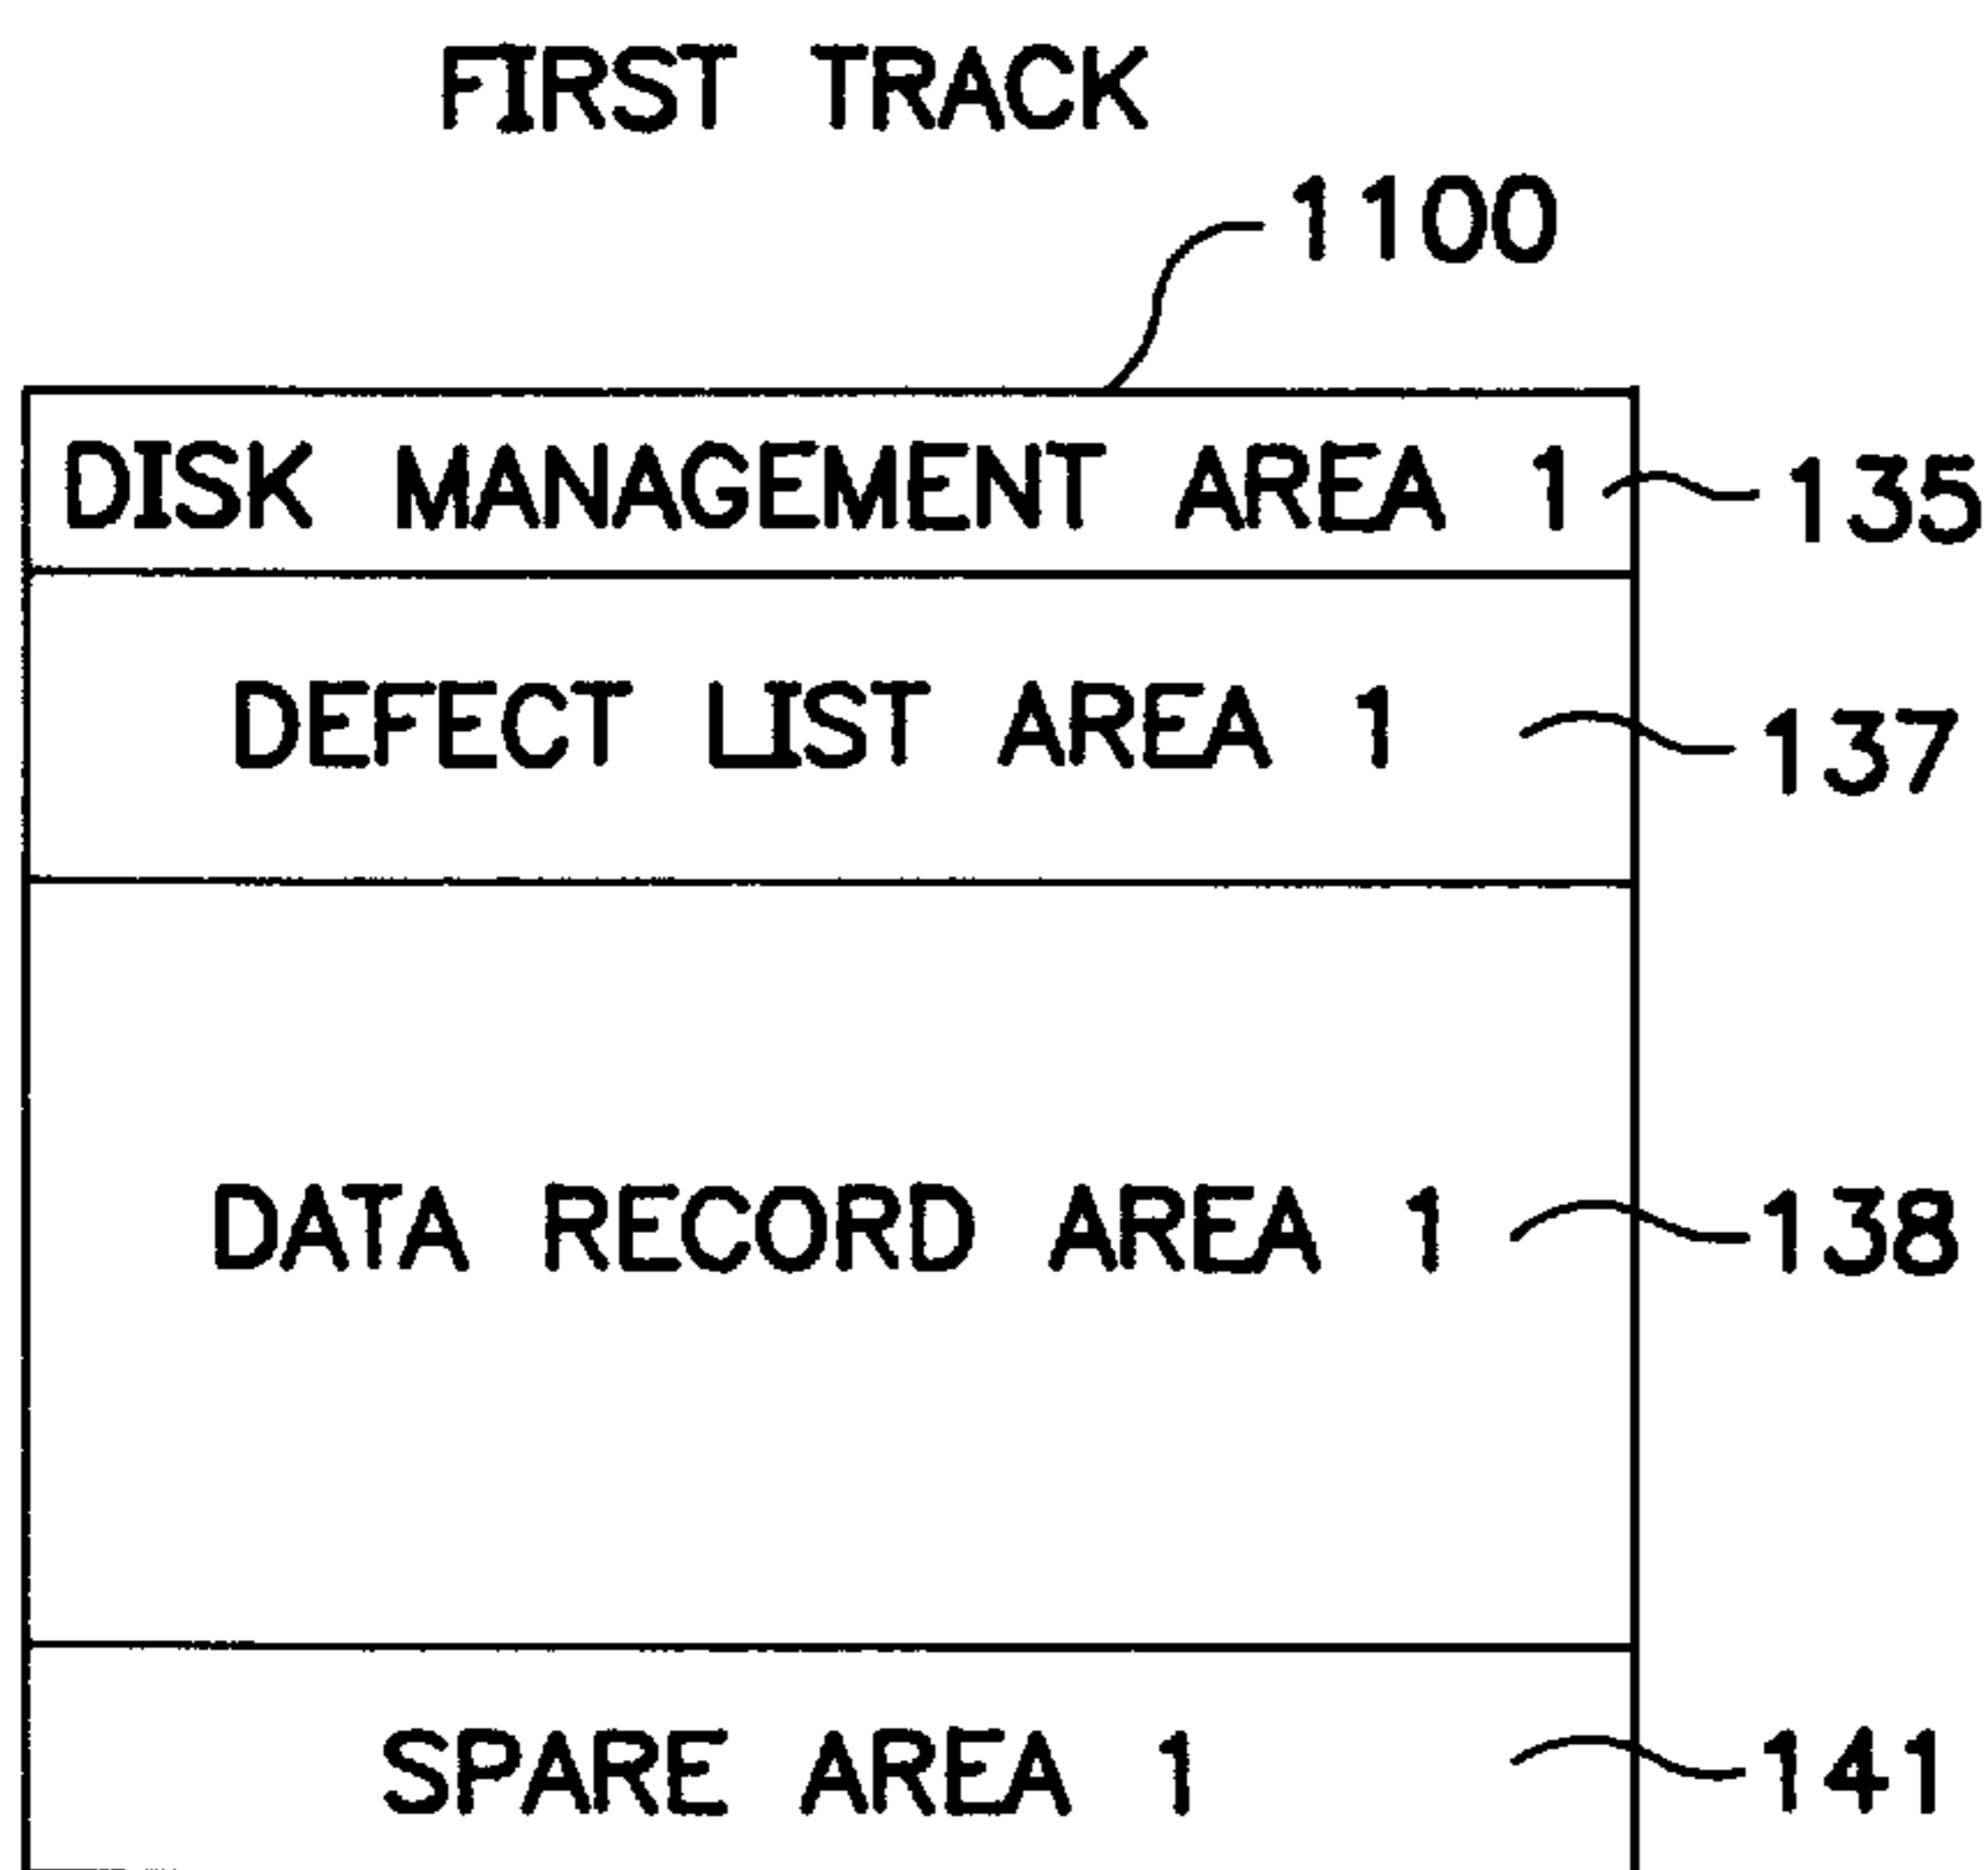 FIRST TRACK
1100
DISK MANAGEMENT AREA 1 135
DEFECT LIST AREA 1 137
DATA RECORD AREA 1 138
SPARE AREA 1 141